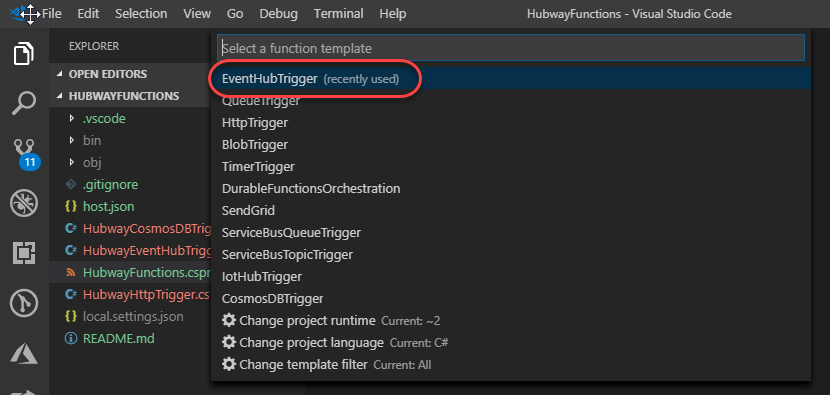 File Edit Selection View Go Debug Terminal Help HubwayFunctions - Visual Studio Code
EXPLORER
OPEN EDITORS
HUBWAYFUNCTIONS
.vscode
bin
obj
.gitignore
host.json
HubwayCosmosDBTrig
HubwayEventHubTrigg
HubwayFunctions.cspr
HubwayHttpTrigger.cs
local.settings.json
README.md
11
Select a function template
EventHubTrigger (recently used)
QueueTrigger
HttpTrigger
BlobTrigger
TimerTrigger
DurableFunctionsOrchestration
SendGrid
ServiceBusQueueTrigger
ServiceBusTopicTrigger
IotHubTrigger
CosmosDBTrigger
Change project runtime Current: ~2
Change project language Current: C#
Change template filter Current: All